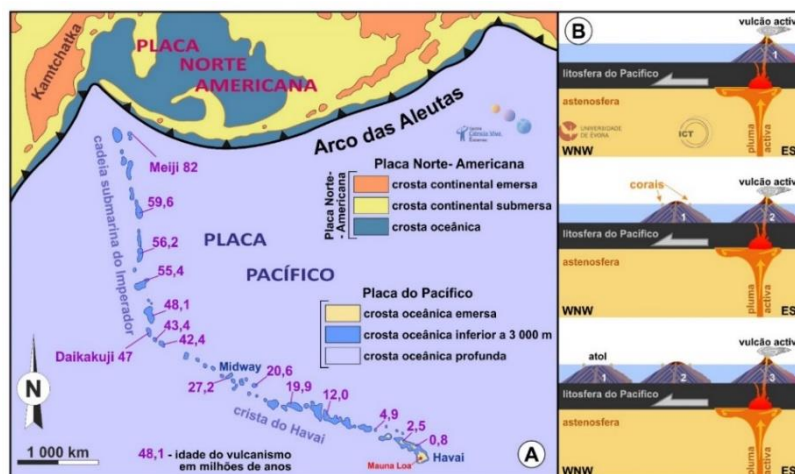 Kamtchatka
PLACA
NORTE
AMERICANA
Arco das Aleutas
Meiji 82
59,6
56,2
55,4
48,1
43,4
42,4
Daikakuji 47
cadeia submarina do Imperador
PLACA
PACÍFICO
Placa Norte- Americana
Placa Norte-
- Americana
crosta continental emersa
crosta continental submersa
crosta oceânica
Placa do Pacífico
crosta oceânica emersa
crosta oceânica inferior a 3 000 m
crosta oceânica profunda
Midway
27,2
20,6
19,9
12,0
4,9
2,5
0,8
crista do Havai
Havai
Mauna Loa
N
1 000 km
48,1 - idade do vulcanismo
em milhões de anos
A
B
vulcão activ
1
litosfera do Pacífico
astenosfera
pluma
activa
UNIVERSIDADE
DE ÉVORA
ICT
WNW
ES
corais
vulcão activ
1
2
litosfera do Pacífico
astenosfera
pluma
activa
WNW
ES
atol
vulcão activ
1
2
3
litosfera do Pacífico
astenosfera
pluma
activa
WNW
ES